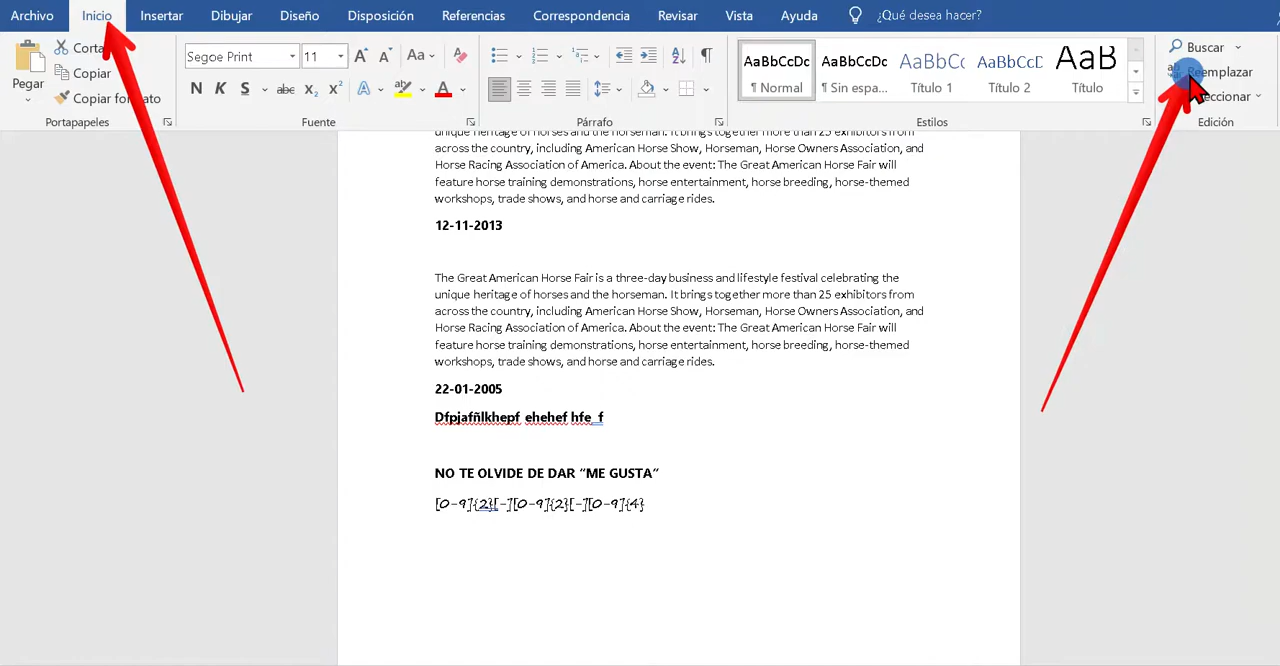 Archivo Inicio Insertar Dibujar Diseño Disposición Referencias Correspondencia Revisar Vista Ayuda ¿Qué desea hacer?
Pegar
Copiar
Copiar formato
Portapapeles
Segoe Print 11
Aa
N K S abc x₂ x²
A
Fuente
Párrafo
AaBbCcDc AaBbCcDc AaBbCc AaBbCcD AaB
¶ Normal ¶ Sin espa... Título 1 Título 2 Título
Estilos
Buscar
Reemplazar
Edición
unique heritage of horses and the horseman. It brings together more than 25 exhibitors from
across the country, including American Horse Show, Horseman, Horse Owners Association, and
Horse Racing Association of America. About the event: The Great American Horse Fair will
feature horse training demonstrations, horse entertainment, horse breeding, horse-themed
workshops, trade shows, and horse and carriage rides.
12-11-2013
The Great American Horse Fair is a three-day business and lifestyle festival celebrating the
unique heritage of horses and the horseman. It brings together more than 25 exhibitors from
across the country, including American Horse Show, Horseman, Horse Owners Association, and
Horse Racing Association of America. About the event: The Great American Horse Fair will
feature horse training demonstrations, horse entertainment, horse breeding, horse-themed
workshops, trade shows, and horse and carriage rides.
22-01-2005
Dfpjafñlkhepf ehehef hfe f
NO TE OLVIDE DE DAR “ME GUSTA”
[0-9]{2}[-][0-9]{2}[-][0-9]{4}